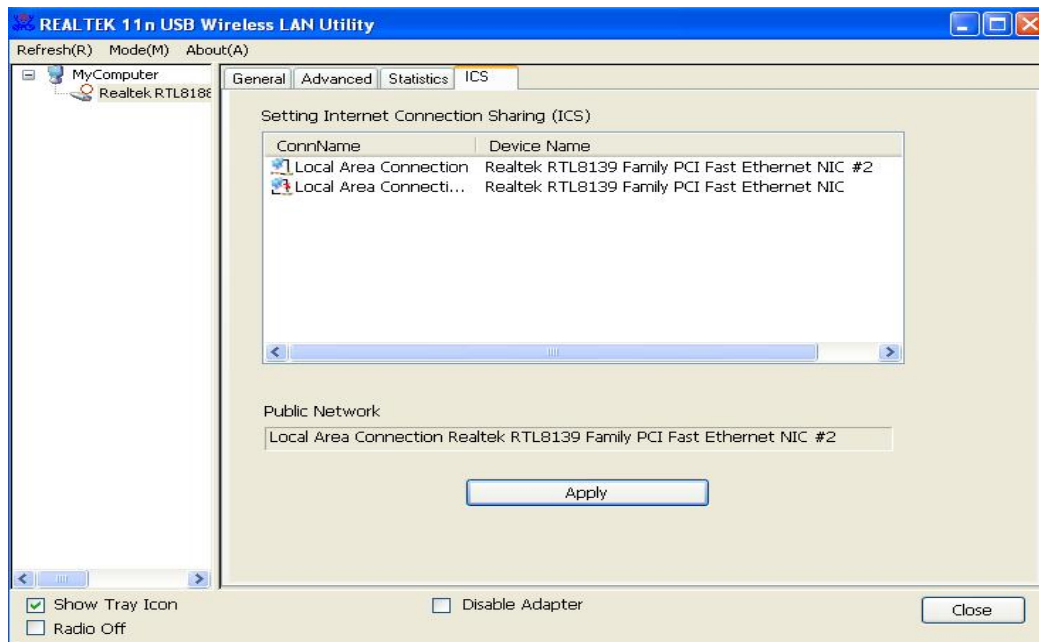 REALTEK 11n USB Wireless LAN Utility
Refresh(R) Mode(M) About(A)
MyComputer
Realtek RTL8188
General Advanced Statistics ICS
Setting Internet Connection Sharing (ICS)
ConnName Device Name
Local Area Connection Realtek RTL8139 Family PCI Fast Ethernet NIC #2
Local Area Connecti... Realtek RTL8139 Family PCI Fast Ethernet NIC
Public Network
Local Area Connection Realtek RTL8139 Family PCI Fast Ethernet NIC #2
Apply
Show Tray Icon
Radio Off
Disable Adapter
Close